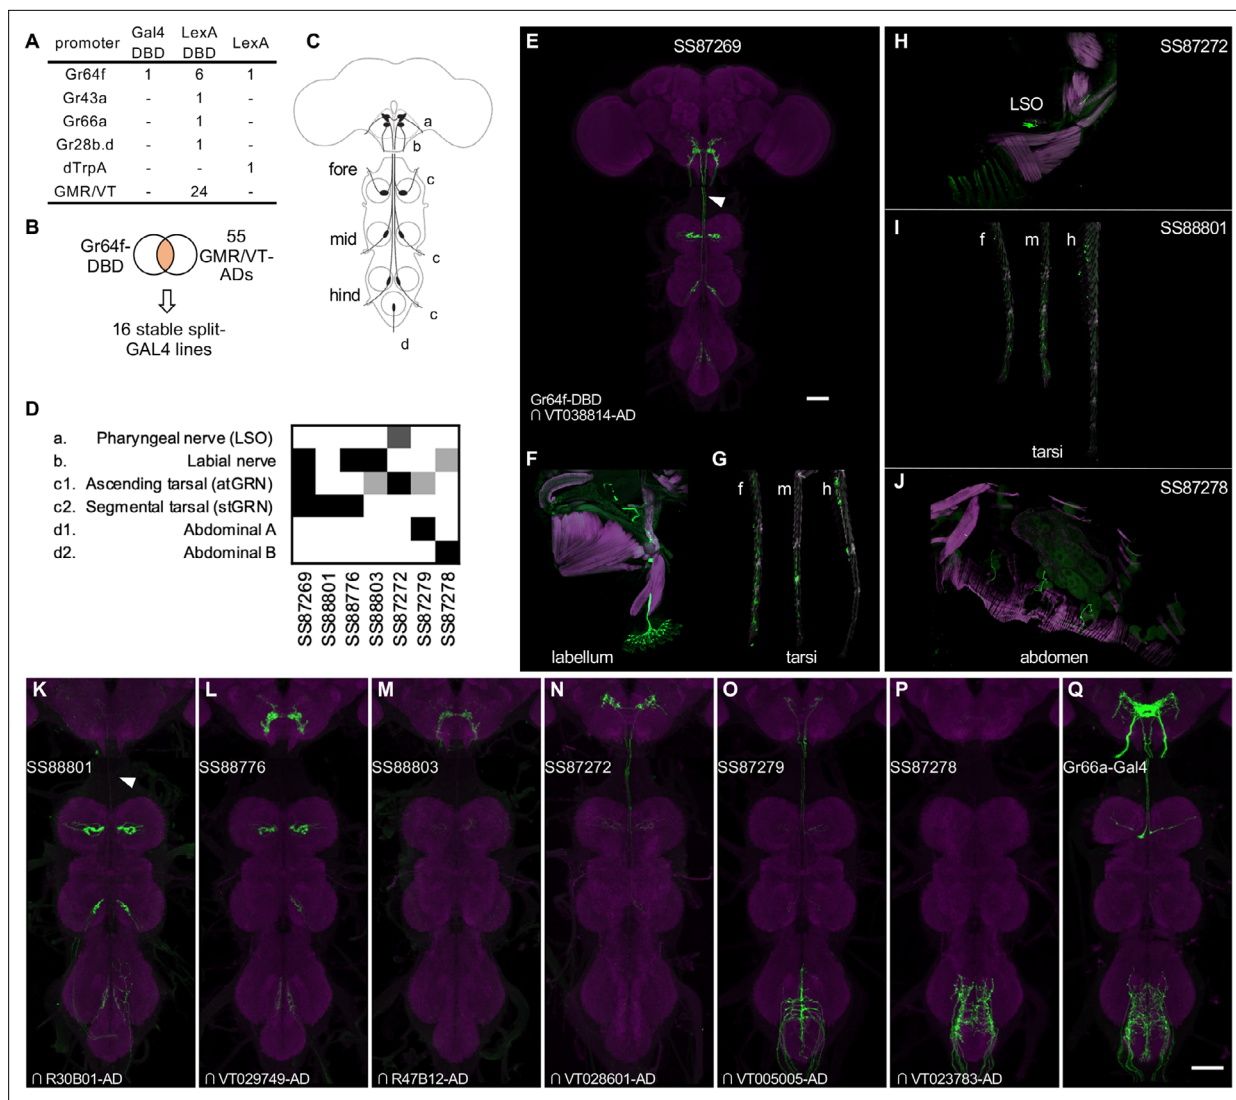 A
promoter Gal4 DBD LexA DBD LexA
Gr64f 1 6 1
Gr43a - 1 -
Gr66a - 1 -
Gr28b.d - 1 -
dTrpA 1
GMR/VT - 24 -
B
Gr64f-DBD
55 GMR/VT-ADs
16 stable split-
GAL4 lines
C
a
b
fore
c
mid
c
hind
c
d
D
a. Pharyngeal nerve (LSO)
b. Labial nerve
c1. Ascending tarsal (atGRN)
c2. Segmental tarsal (stGRN)
d1. Abdominal A
d2. Abdominal B
SS87269
SS88801
SS88776
SS88803
SS87272
SS87279
SS87278
E
SS87269
Gr64f-DBD
∩ VT038814-AD
F
labellum
G
f m h
tarsi
H
SS87272
LSO
I
SS88801
f m h
tarsi
J
SS87278
abdomen
K
SS88801
∩ R30B01-AD
L
SS88776
∩ VT029749-AD
M
SS88803
∩ R47B12-AD
N
SS87272
∩ VT028601-AD
O
SS87279
∩ VT005005-AD
P
SS87278
∩ VT023783-AD
Q
Gr66a-Gal4